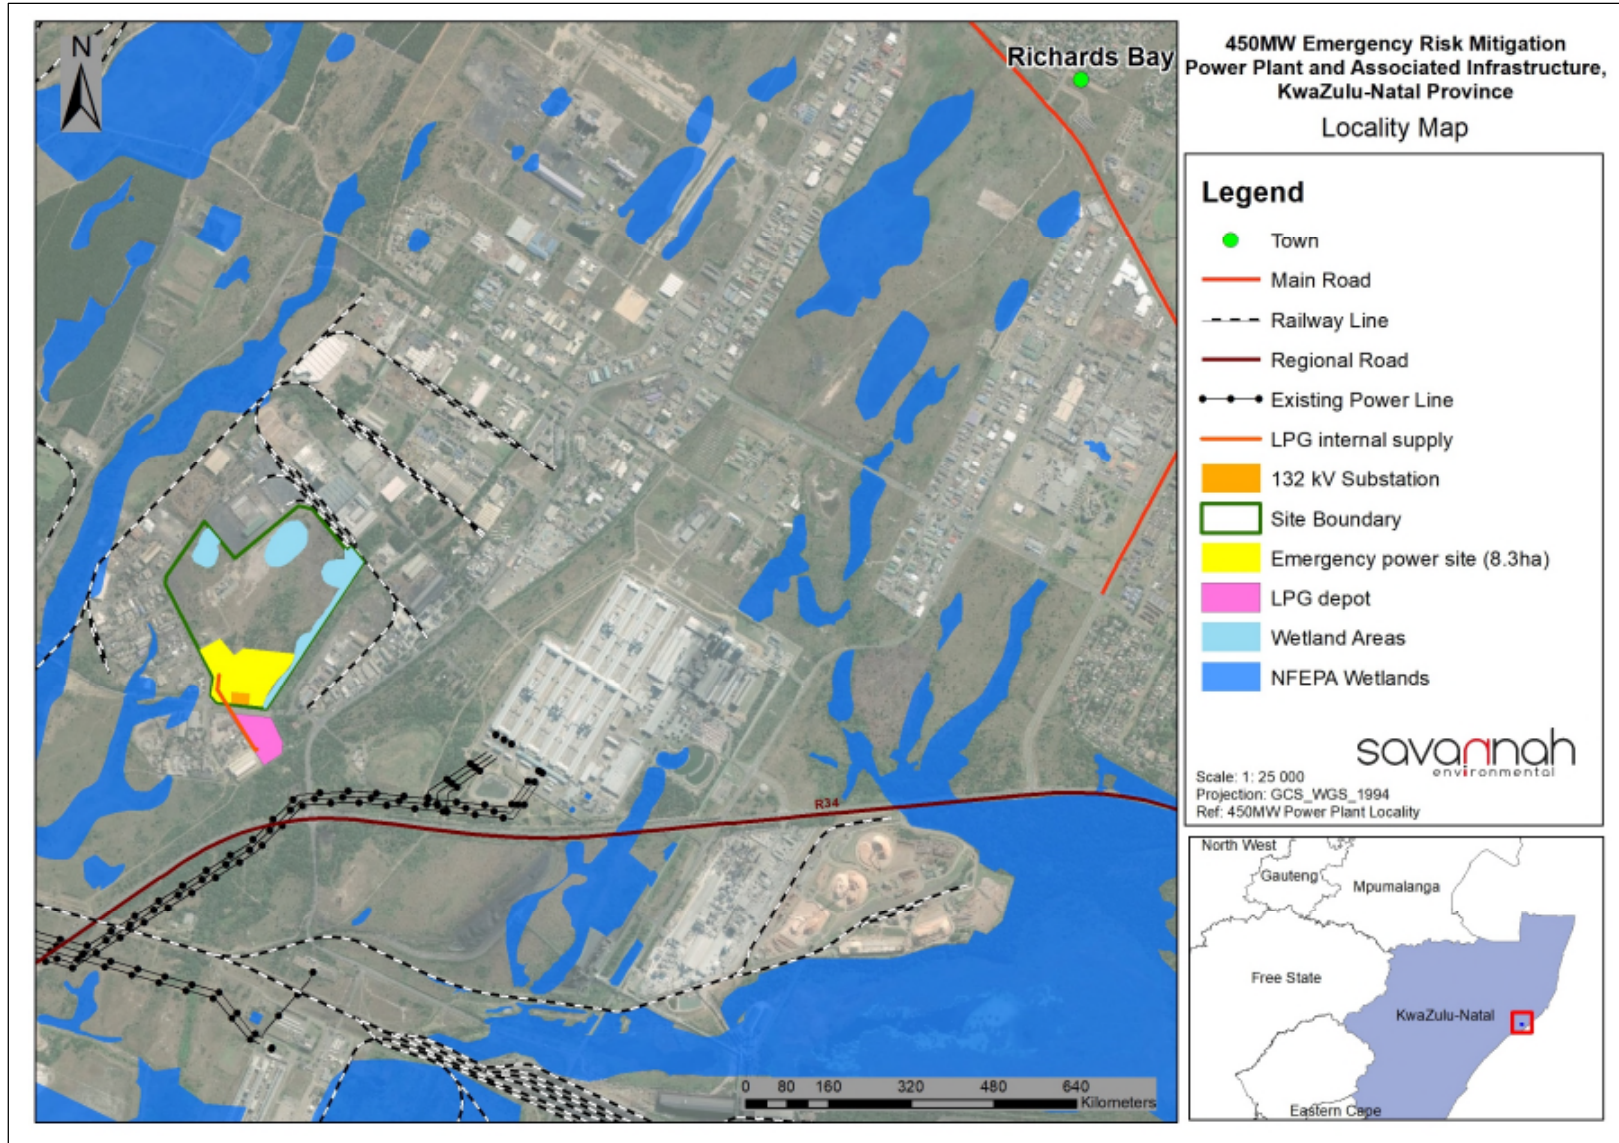 N
Richards Bay
R34
0 80 160 320 480 640
Kilometers
450MW Emergency Risk Mitigation
Power Plant and Associated Infrastructure,
KwaZulu-Natal Province
Locality Map
Legend
Town
Main Road
Railway Line
Regional Road
Existing Power Line
LPG internal supply
132 kV Substation
Site Boundary
Emergency power site (8.3ha)
LPG depot
Wetland Areas
NFEPA Wetlands
savannah
environmental
Scale: 1: 25 000
Projection: GCS_WGS_1994
Ref: 450MW Power Plant Locality
North West
Gauteng
Mpumalanga
Free State
KwaZulu-Natal
Eastern Cape